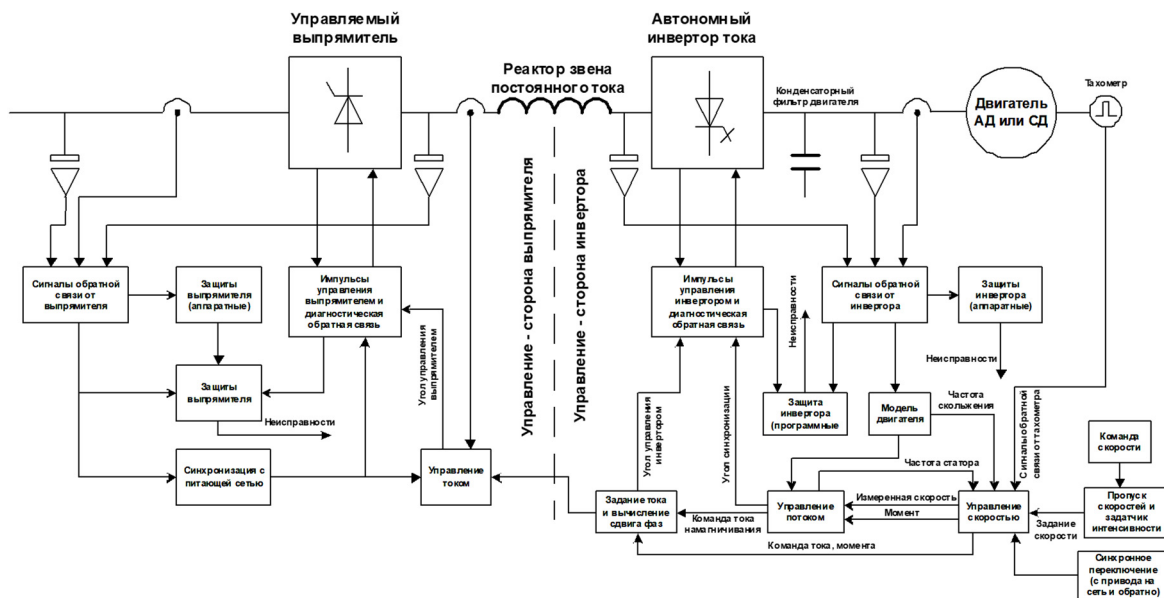 Управляемый
выпрямитель
Автономный
инвертор тока
Реактор звена
постоянного тока
Конденсаторный
фильтр двигателя
Двигатель
АД или СД
Тахометр
Управление - сторона выпрямителя
Управление - сторона инвертора
Сигналы обратной
связи от
выпрямителя
Защиты
выпрямителя
(аппаратные)
Импульсы
управления
выпрямителем и
диагностическая
обратная связь
Угол управления
выпрямителем
Защиты
выпрямителя
Неисправности
Синхронизация с
питающей сетью
Управление
током
Импульсы
управления
инвертором и
диагностическая
обратная связь
Неисправности
Сигналы обратной
связи от
инвертора
Защиты
инвертора
(аппаратные)
Неисправности
Угол управления
инвертором
Угол синхронизации
Защита
инвертора
(программные
Модель
двигателя
Частота
скольжения
Сигналы обратной
связи от тахометра
Команда
скорости
Частота статора
Задание тока
и вычисление
сдвига фаз
Команда тока
намагничивания
Управление
потоком
Измеренная скорость
Момент
Управление
скоростью
Задание
скорости
Пропуск
скоростей и
задатчик
интенсивности
Команда тока, момента
Синхронное
переключение
(с привода на
сеть и обратно)